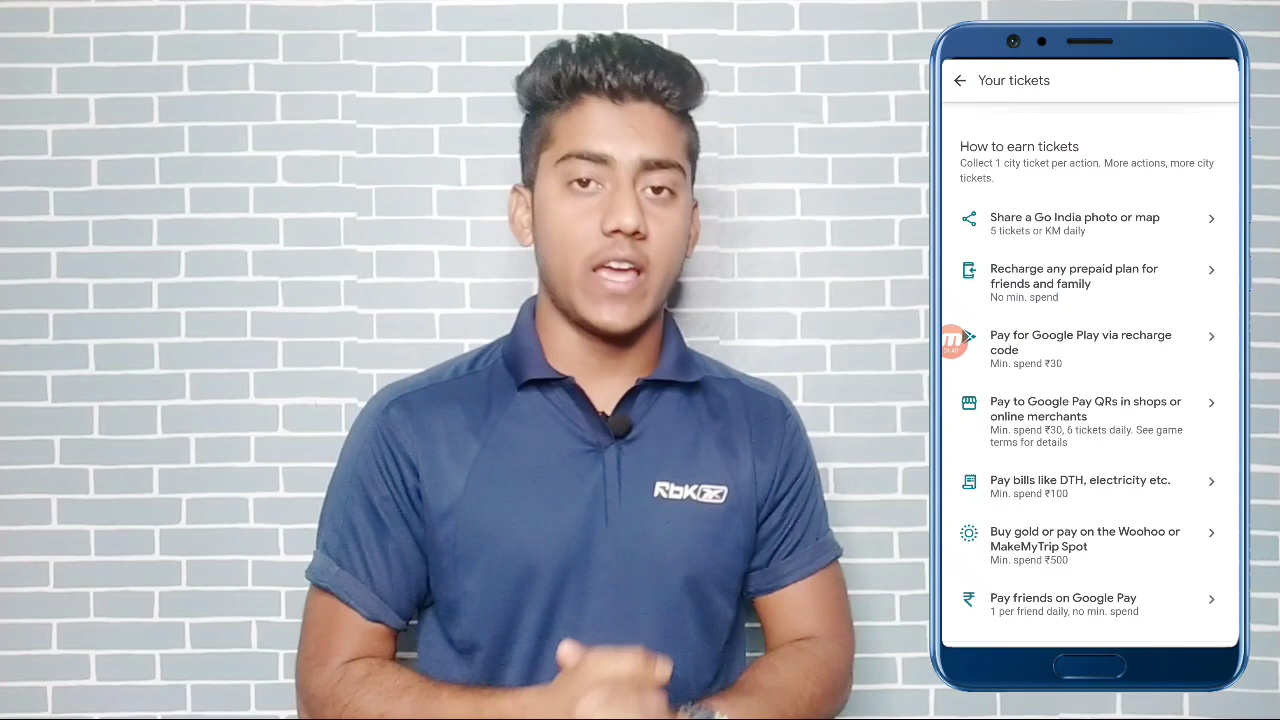 Your tickets
How to earn tickets
Collect 1 city ticket per action. More actions, more city
tickets.
Share a Go India photo or map
5 tickets or KM daily
Recharge any prepaid plan for
friends and family
No min. spend
Pay for Google Play via recharge
code
Min. spend ₹30
Pay to Google Pay QRs in shops or
online merchants
Min. spend ₹30, 6 tickets daily. See game
terms for details
Pay bills like DTH, electricity etc.
Min. spend ₹100
Buy gold or pay on the Woohoo or
MakeMyTrip Spot
Min. spend ₹500
Pay friends on Google Pay
1 per friend daily, no min. spend
RbK